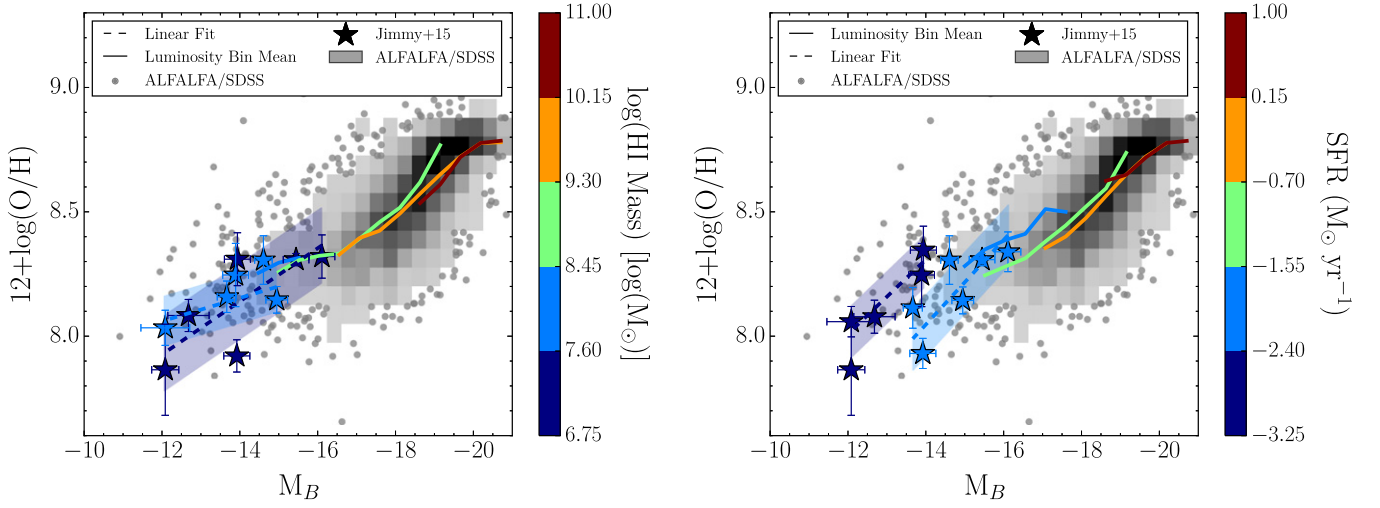 Linear Fit
Luminosity Bin Mean
ALFALFA/SDSS
Jimmy+15
ALFALFA/SDSS
12+log(O/H)
9.0
8.5
8.0
−10 −12 −14 −16 −18 −20
M_B
11.00
10.15
9.30
8.45
7.60
6.75
log(HI Mass) [log(M⊙)]
Luminosity Bin Mean
Linear Fit
ALFALFA/SDSS
Jimmy+15
ALFALFA/SDSS
12+log(O/H)
9.0
8.5
8.0
−10 −12 −14 −16 −18 −20
M_B
1.00
0.15
−0.70
−1.55
−2.40
−3.25
SFR (M⊙ yr⁻¹)